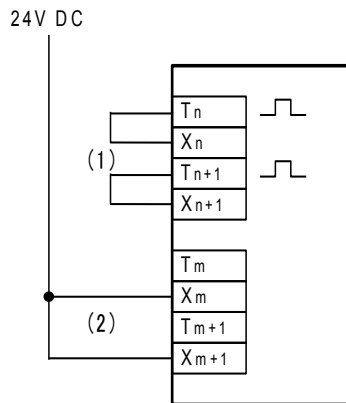 24V DC
Tn
Xn
(1)
Tn+1
Xn+1
Tm
Xm
(2)
Tm+1
Xm+1